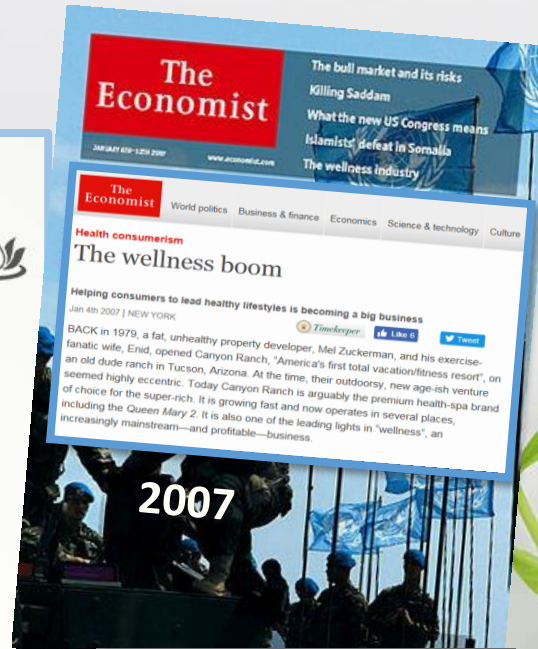 The
Economist
The bull market and its risks
Killing Saddam
What the new US Congress means
Islamists' defeat in Somalia
The wellness industry
JANUARY 6TH-12TH 2007
www.economist.com
The
Economist
World politics
Business & finance
Economics
Science & technology
Culture
Health consumerism
The wellness boom
Helping consumers to lead healthy lifestyles is becoming a big business
Jan 4th 2007 | NEW YORK
Timekeeper
Like 6
Tweet
BACK in 1979, a fat, unhealthy property developer, Mel Zuckerman, and his exercise-
fanatic wife, Enid, opened Canyon Ranch, "America's first total vacation/fitness resort", on
an old dude ranch in Tucson, Arizona. At the time, their outdoorsy, new age-ish venture
seemed highly eccentric. Today Canyon Ranch is arguably the premium health-spa brand
of choice for the super-rich. It is growing fast and now operates in several places,
including the Queen Mary 2. It is also one of the leading lights in "wellness", an
increasingly mainstream—and profitable—business.
2007